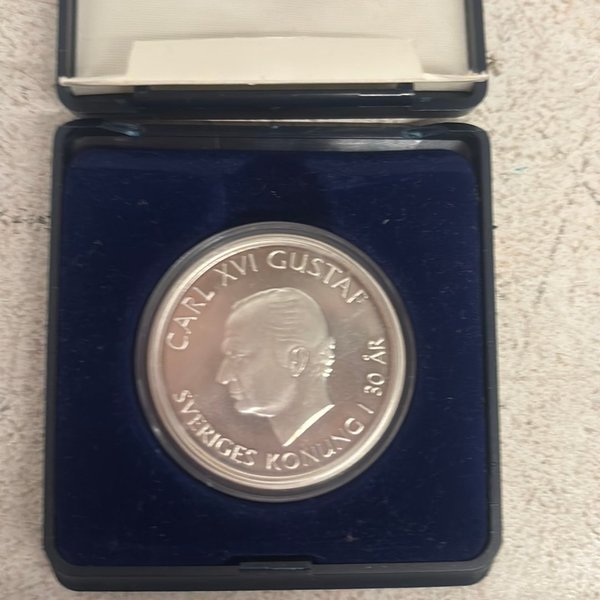 CARL XVI GUSTAF
SVERIGES KONUNG I 30 ÅR